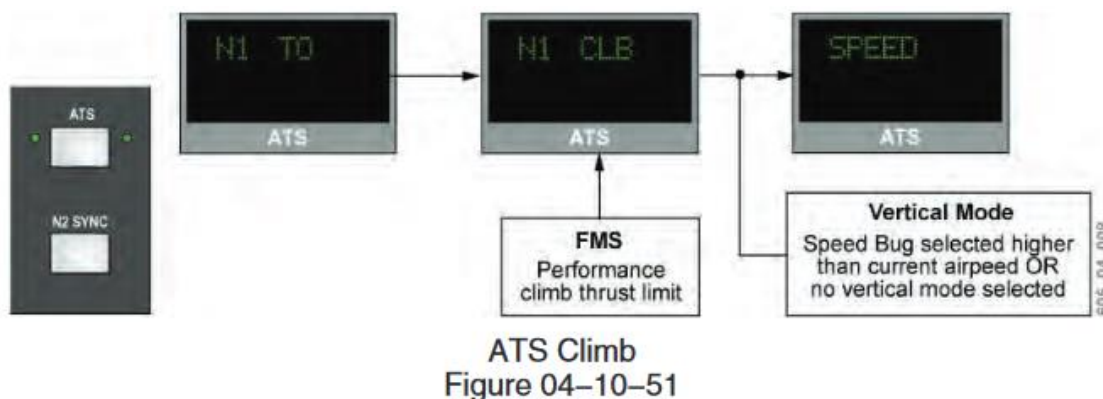 N1 TO
N1 CLB
SPEED
ATS
ATS
ATS
ATS
N2 SYNC
FMS
Performance
climb thrust limit
Vertical Mode
Speed Bug selected higher
than current airpeed OR
no vertical mode selected
ATS Climb
Figure 04–10–51